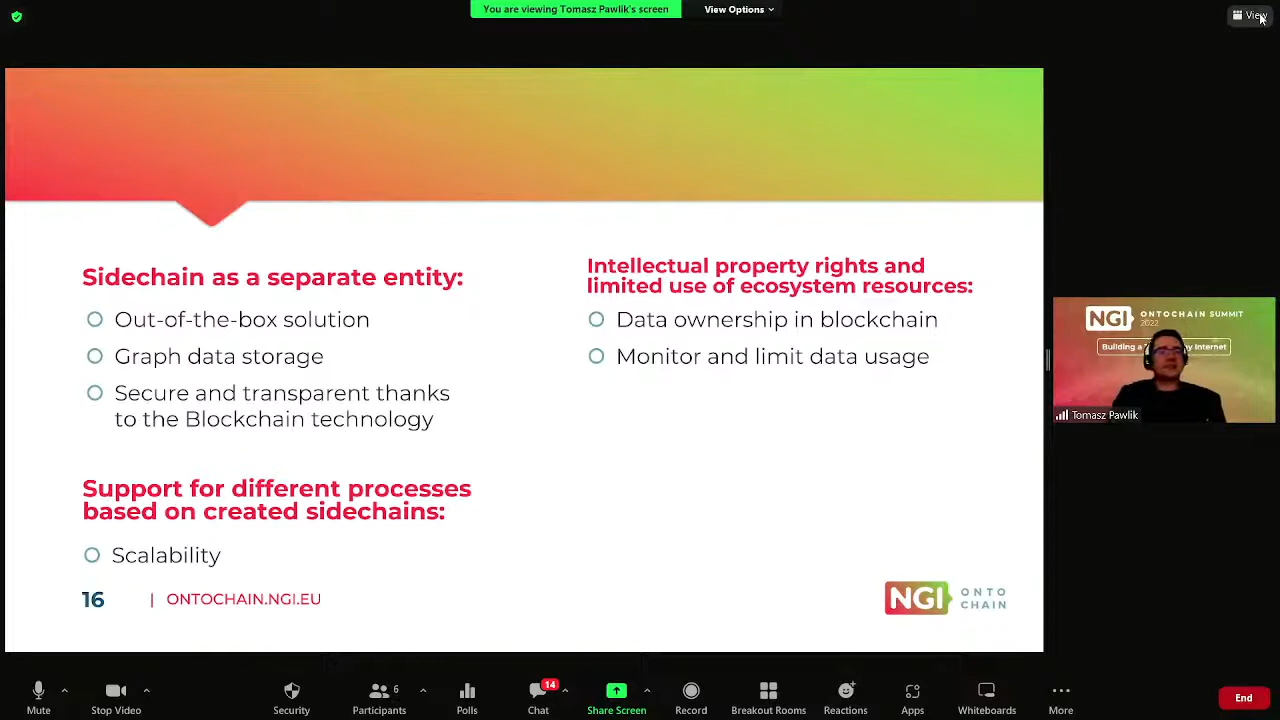 You are viewing Tomasz Pawlik's screen
View Options
View
Sidechain as a separate entity:
Out-of-the-box solution
Graph data storage
Secure and transparent thanks
to the Blockchain technology
Support for different processes
based on created sidechains:
Scalability
Intellectual property rights and
limited use of ecosystem resources:
Data ownership in blockchain
Monitor and limit data usage
16 | ONTOCHAIN.NGI.EU
NGI ONTO
CHAIN
NGI ONTOCHAIN SUMMIT
2022
Building a
Internet
Tomasz Pawlik
Mute
Stop Video
Security
Participants
6
Polls
Chat
14
Share Screen
Record
Breakout Rooms
Reactions
Apps
Whiteboards
More
End